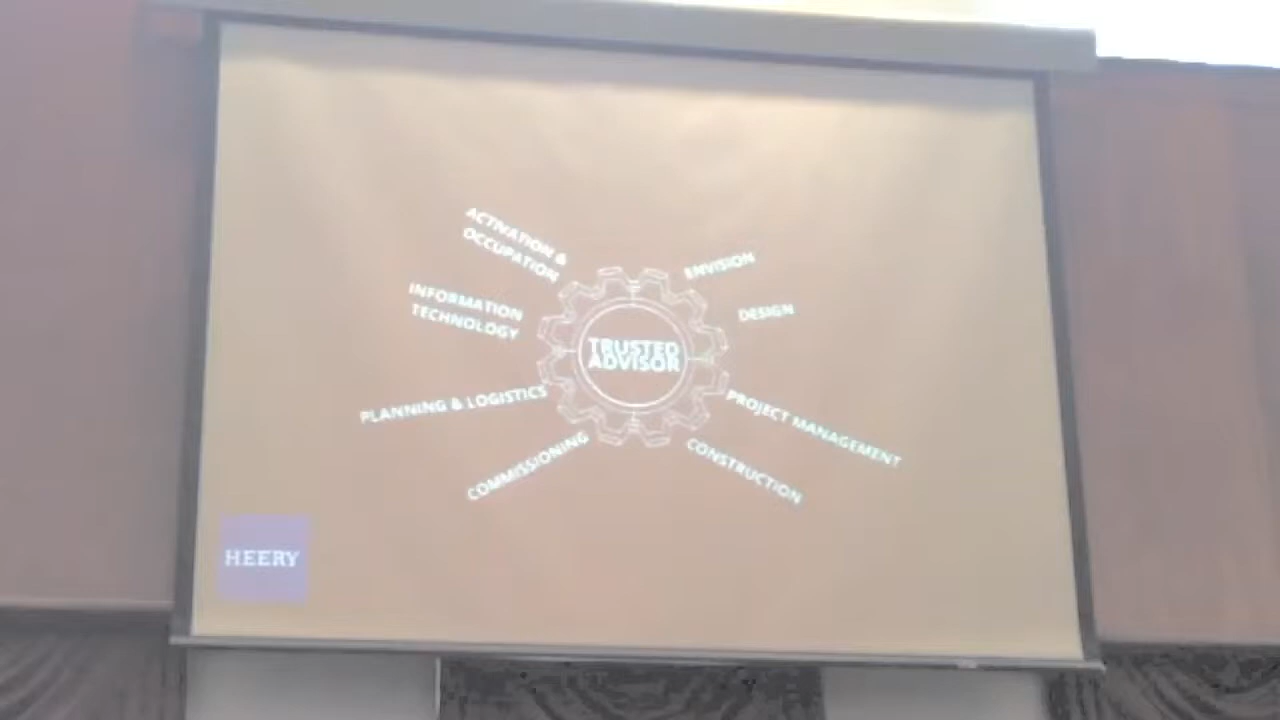 ACTIVATION &
OCCUPATION
INFORMATION
TECHNOLOGY
PLANNING & LOGISTICS
COMMISSIONING
TRUSTED
ADVISOR
ENVISION
DESIGN
PROJECT MANAGEMENT
CONSTRUCTION
HEERY